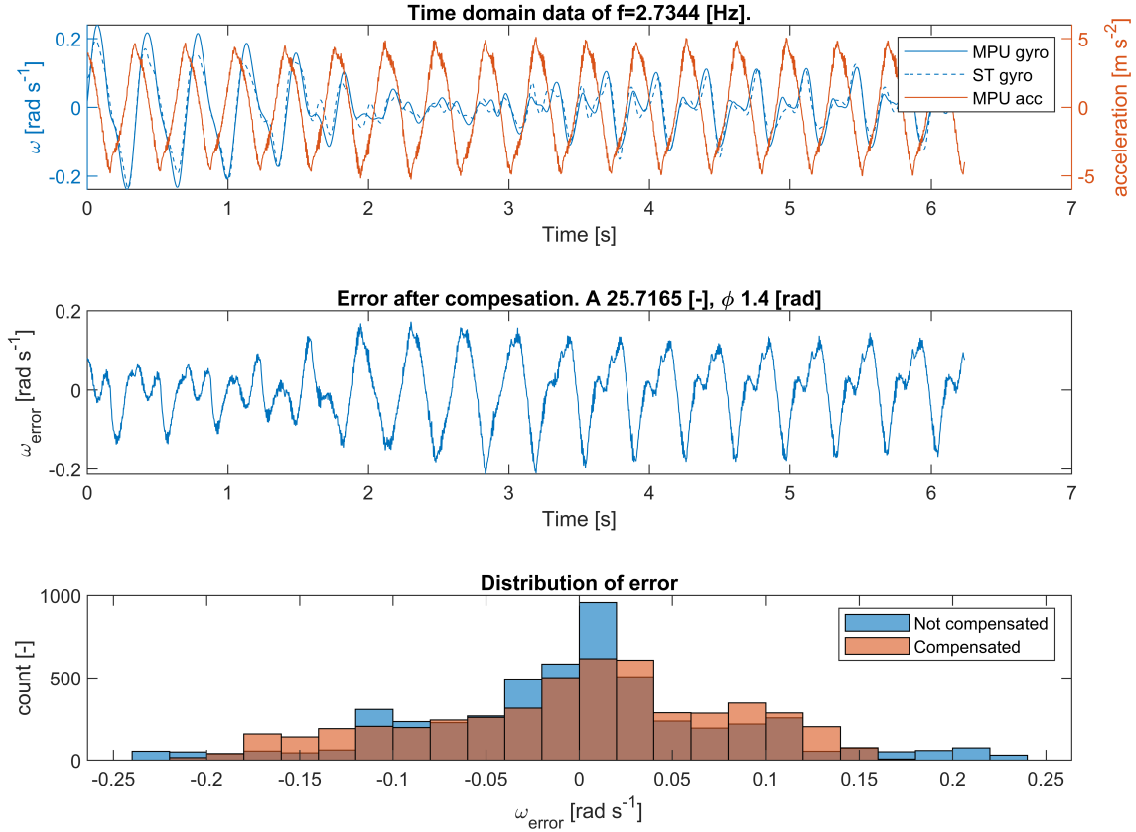 Time domain data of f=2.7344 [Hz].
0.2
0
-0.2
ω [rad s⁻¹]
5
0
-5
acceleration [m s⁻²]
MPU gyro
ST gyro
MPU acc
0 1 2 3 4 5 6 7
Time [s]
Error after compesation. A 25.7165 [-], ϕ 1.4 [rad]
0.2
0
-0.2
ω_error [rad s⁻¹]
0 1 2 3 4 5 6 7
Time [s]
Distribution of error
1000
500
0
count [-]
Not compensated
Compensated
-0.25 -0.2 -0.15 -0.1 -0.05 0 0.05 0.1 0.15 0.2 0.25
ω_error [rad s⁻¹]